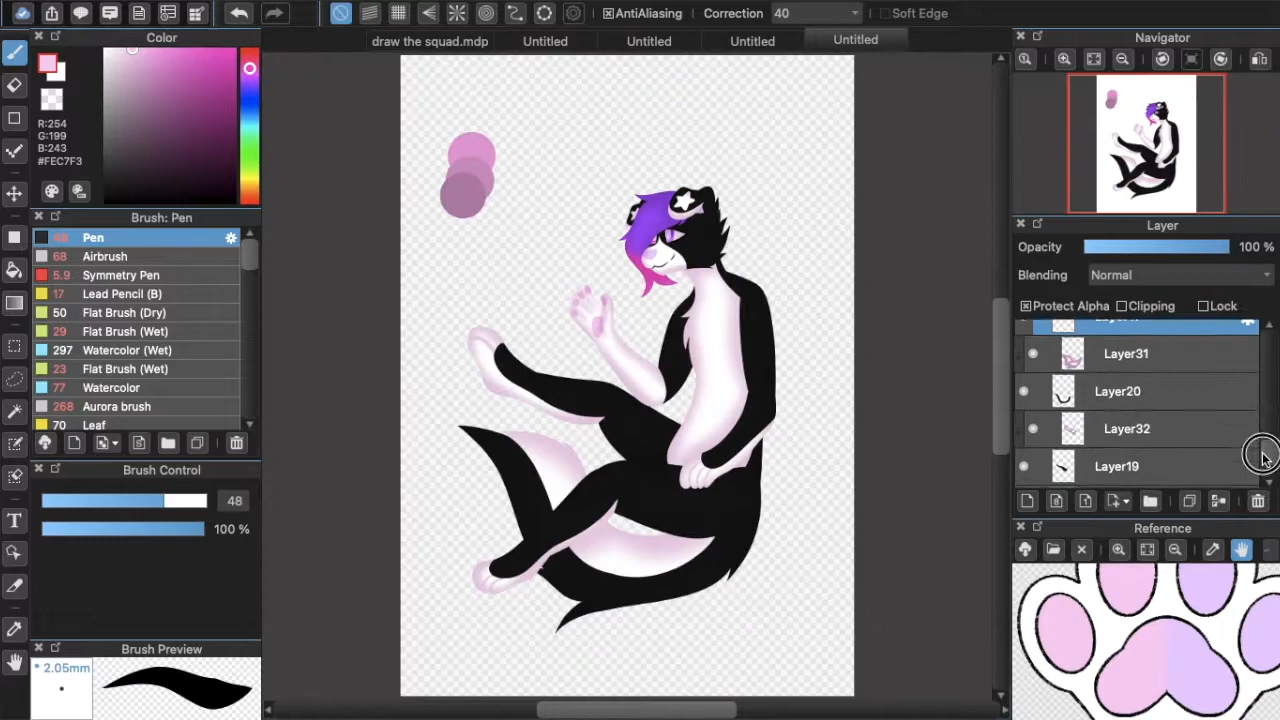 AntiAliasing Correction 40 Soft Edge
draw the squad.mdp Untitled Untitled Untitled Untitled
Color
R:254
G:199
B:243
#FEC7F3
Brush: Pen
48 Pen
68 Airbrush
5.9 Symmetry Pen
17 Lead Pencil (B)
50 Flat Brush (Dry)
29 Flat Brush (Wet)
297 Watercolor (Wet)
23 Flat Brush (Wet)
77 Watercolor
268 Aurora brush
70 Leaf
Brush Control
48
100 %
Brush Preview
2.05mm
Navigator
Layer
Opacity 100 %
Blending Normal
Protect Alpha Clipping Lock
Layer31
Layer20
Layer32
Layer19
Reference